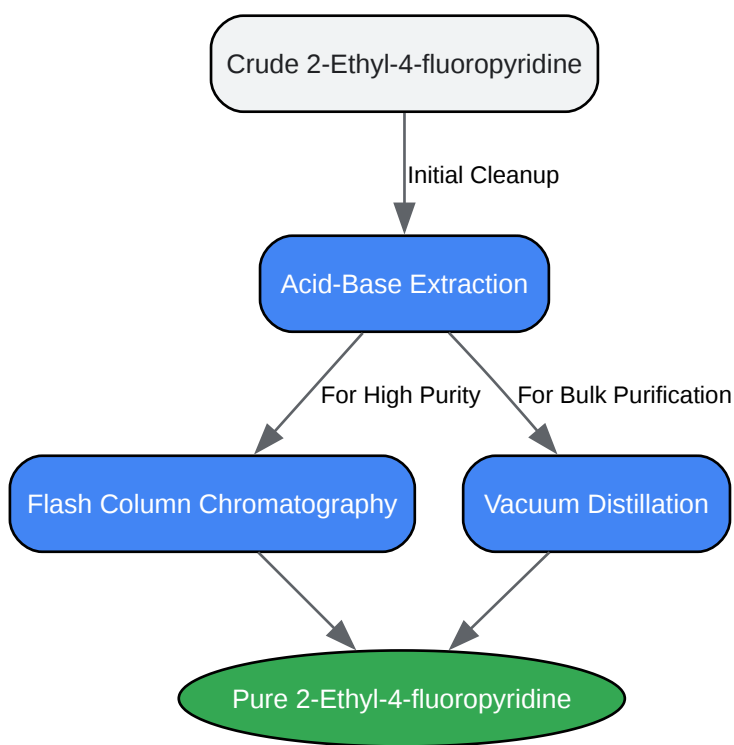 Crude 2-Ethyl-4-fluoropyridine
Initial Cleanup
Acid-Base Extraction
For High Purity
For Bulk Purification
Flash Column Chromatography
Vacuum Distillation
Pure 2-Ethyl-4-fluoropyridine